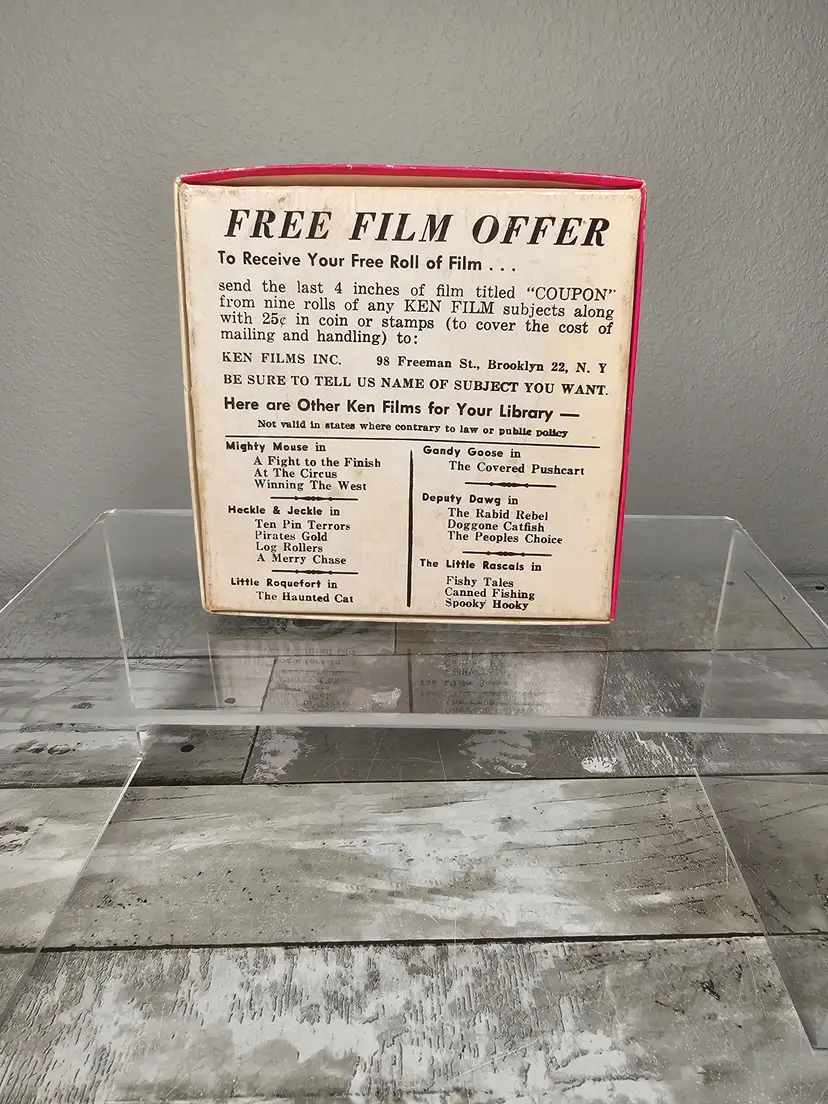 FREE FILM OFFER
To Receive Your Free Roll of Film . . .
send the last 4 inches of film titled "COUPON"
from nine rolls of any KEN FILM subjects along
with 25¢ in coin or stamps (to cover the cost of
mailing and handling) to:
KEN FILMS INC. 98 Freeman St., Brooklyn 22, N. Y
BE SURE TO TELL US NAME OF SUBJECT YOU WANT.
Here are Other Ken Films for Your Library —
Not valid in states where contrary to law or public policy
Mighty Mouse in
A Fight to the Finish
At The Circus
Winning The West
Heckle & Jeckle in
Ten Pin Terrors
Pirates Gold
Log Rollers
A Merry Chase
Little Roquefort in
The Haunted Cat
Gandy Goose in
The Covered Pushcart
Deputy Dawg in
The Rabid Rebel
Doggone Catfish
The Peoples Choice
The Little Rascals in
Fishy Tales
Canned Fishing
Spooky Hooky